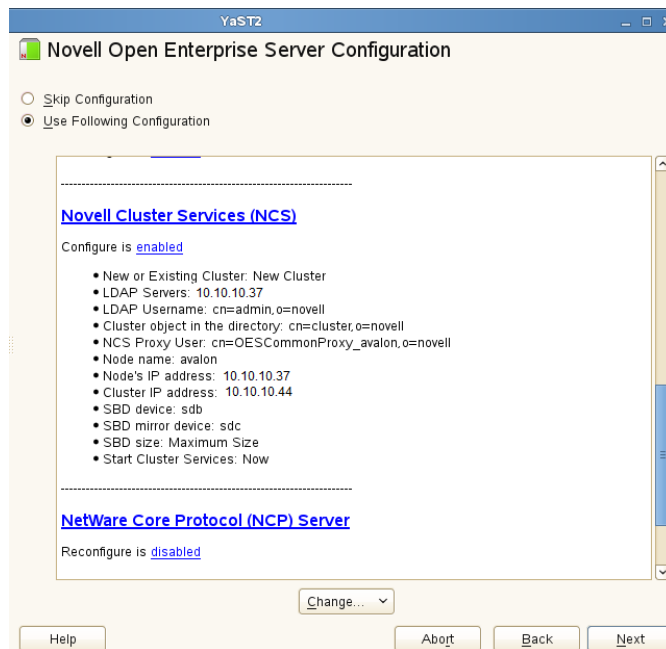 YaST2
Novell Open Enterprise Server Configuration
Skip Configuration
Use Following Configuration
------------------------------------------------------------------------
Novell Cluster Services (NCS)
Configure is enabled
• New or Existing Cluster: New Cluster
• LDAP Servers: 10.10.10.37
• LDAP Username: cn=admin,o=novell
• Cluster object in the directory: cn=cluster,o=novell
• NCS Proxy User: cn=OESCommonProxy_avalon,o=novell
• Node name: avalon
• Node's IP address: 10.10.10.37
• Cluster IP address: 10.10.10.44
• SBD device: sdb
• SBD mirror device: sdc
• SBD size: Maximum Size
• Start Cluster Services: Now
------------------------------------------------------------------------
NetWare Core Protocol (NCP) Server
Reconfigure is disabled
Change...
Help Abort Back Next